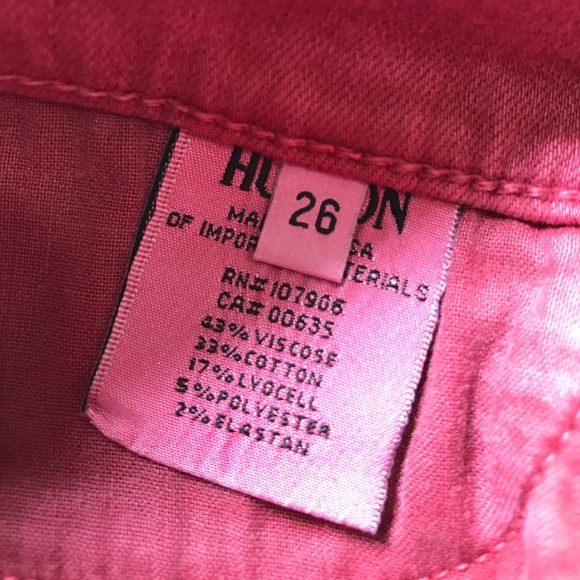 HU ON
26
MA CA
OF IMPOR TERIALS
RN# 107906
CA# 00635
43% VISCOSE
33% COTTON
17% LYOCELL
5% POLYESTER
2% ELASTAN